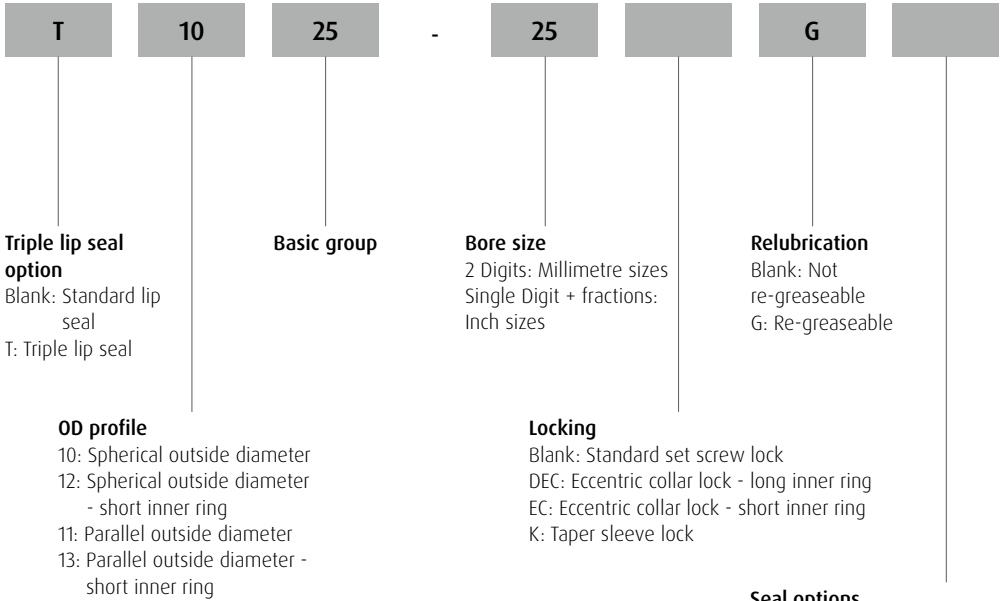 T 10 25 - 25 G
Triple lip seal
option
Blank: Standard lip
seal
T: Triple lip seal
Basic group
Bore size
2 Digits: Millimetre sizes
Single Digit + fractions:
Inch sizes
Relubrication
Blank: Not
re-greaseable
G: Re-greaseable
OD profile
10: Spherical outside diameter
12: Spherical outside diameter
- short inner ring
11: Parallel outside diameter
13: Parallel outside diameter -
short inner ring
Locking
Blank: Standard set screw lock
DEC: Eccentric collar lock - long inner ring
EC: Eccentric collar lock - short inner ring
K: Taper sleeve lock
Seal options